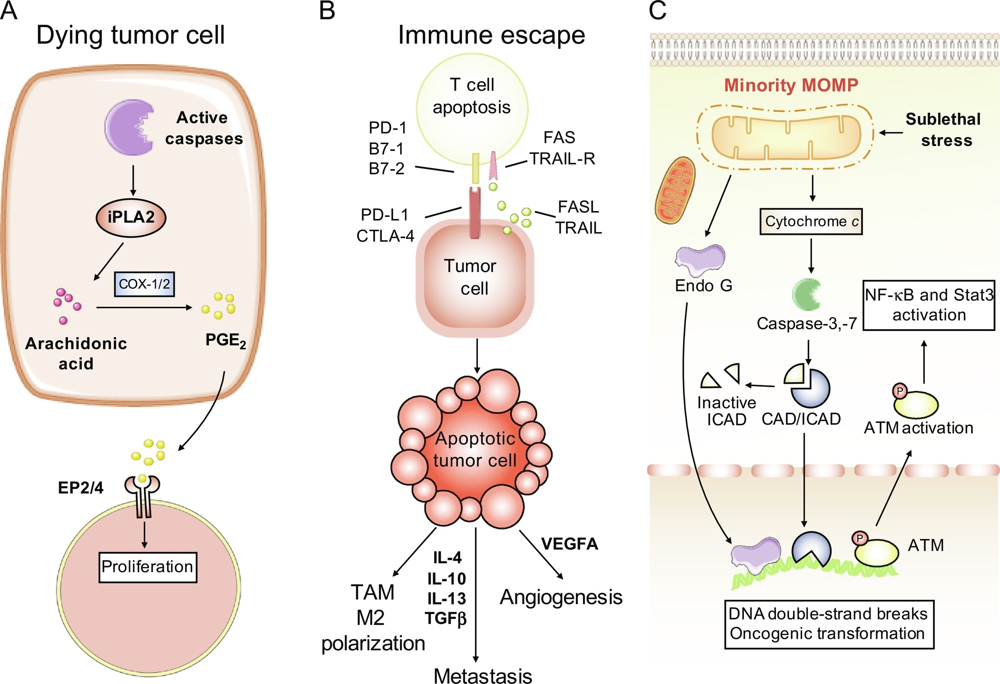 A
Dying tumor cell
Active
caspases
iPLA2
COX-1/2
Arachidonic
acid
PGE₂
EP2/4
Proliferation
B
Immune escape
T cell
apoptosis
PD-1
B7-1
B7-2
FAS
TRAIL-R
PD-L1
CTLA-4
FASL
TRAIL
Tumor
cell
Apoptotic
tumor cell
VEGFA
IL-4
IL-10
IL-13
TGFβ
TAM
M2
polarization
Angiogenesis
Metastasis
C
Minority MOMP
Sublethal
stress
Cytochrome c
Endo G
Caspase-3,-7
NF-κB and Stat3
activation
Inactive
ICAD
CAD/ICAD
P
ATM activation
P
ATM
DNA double-strand breaks
Oncogenic transformation